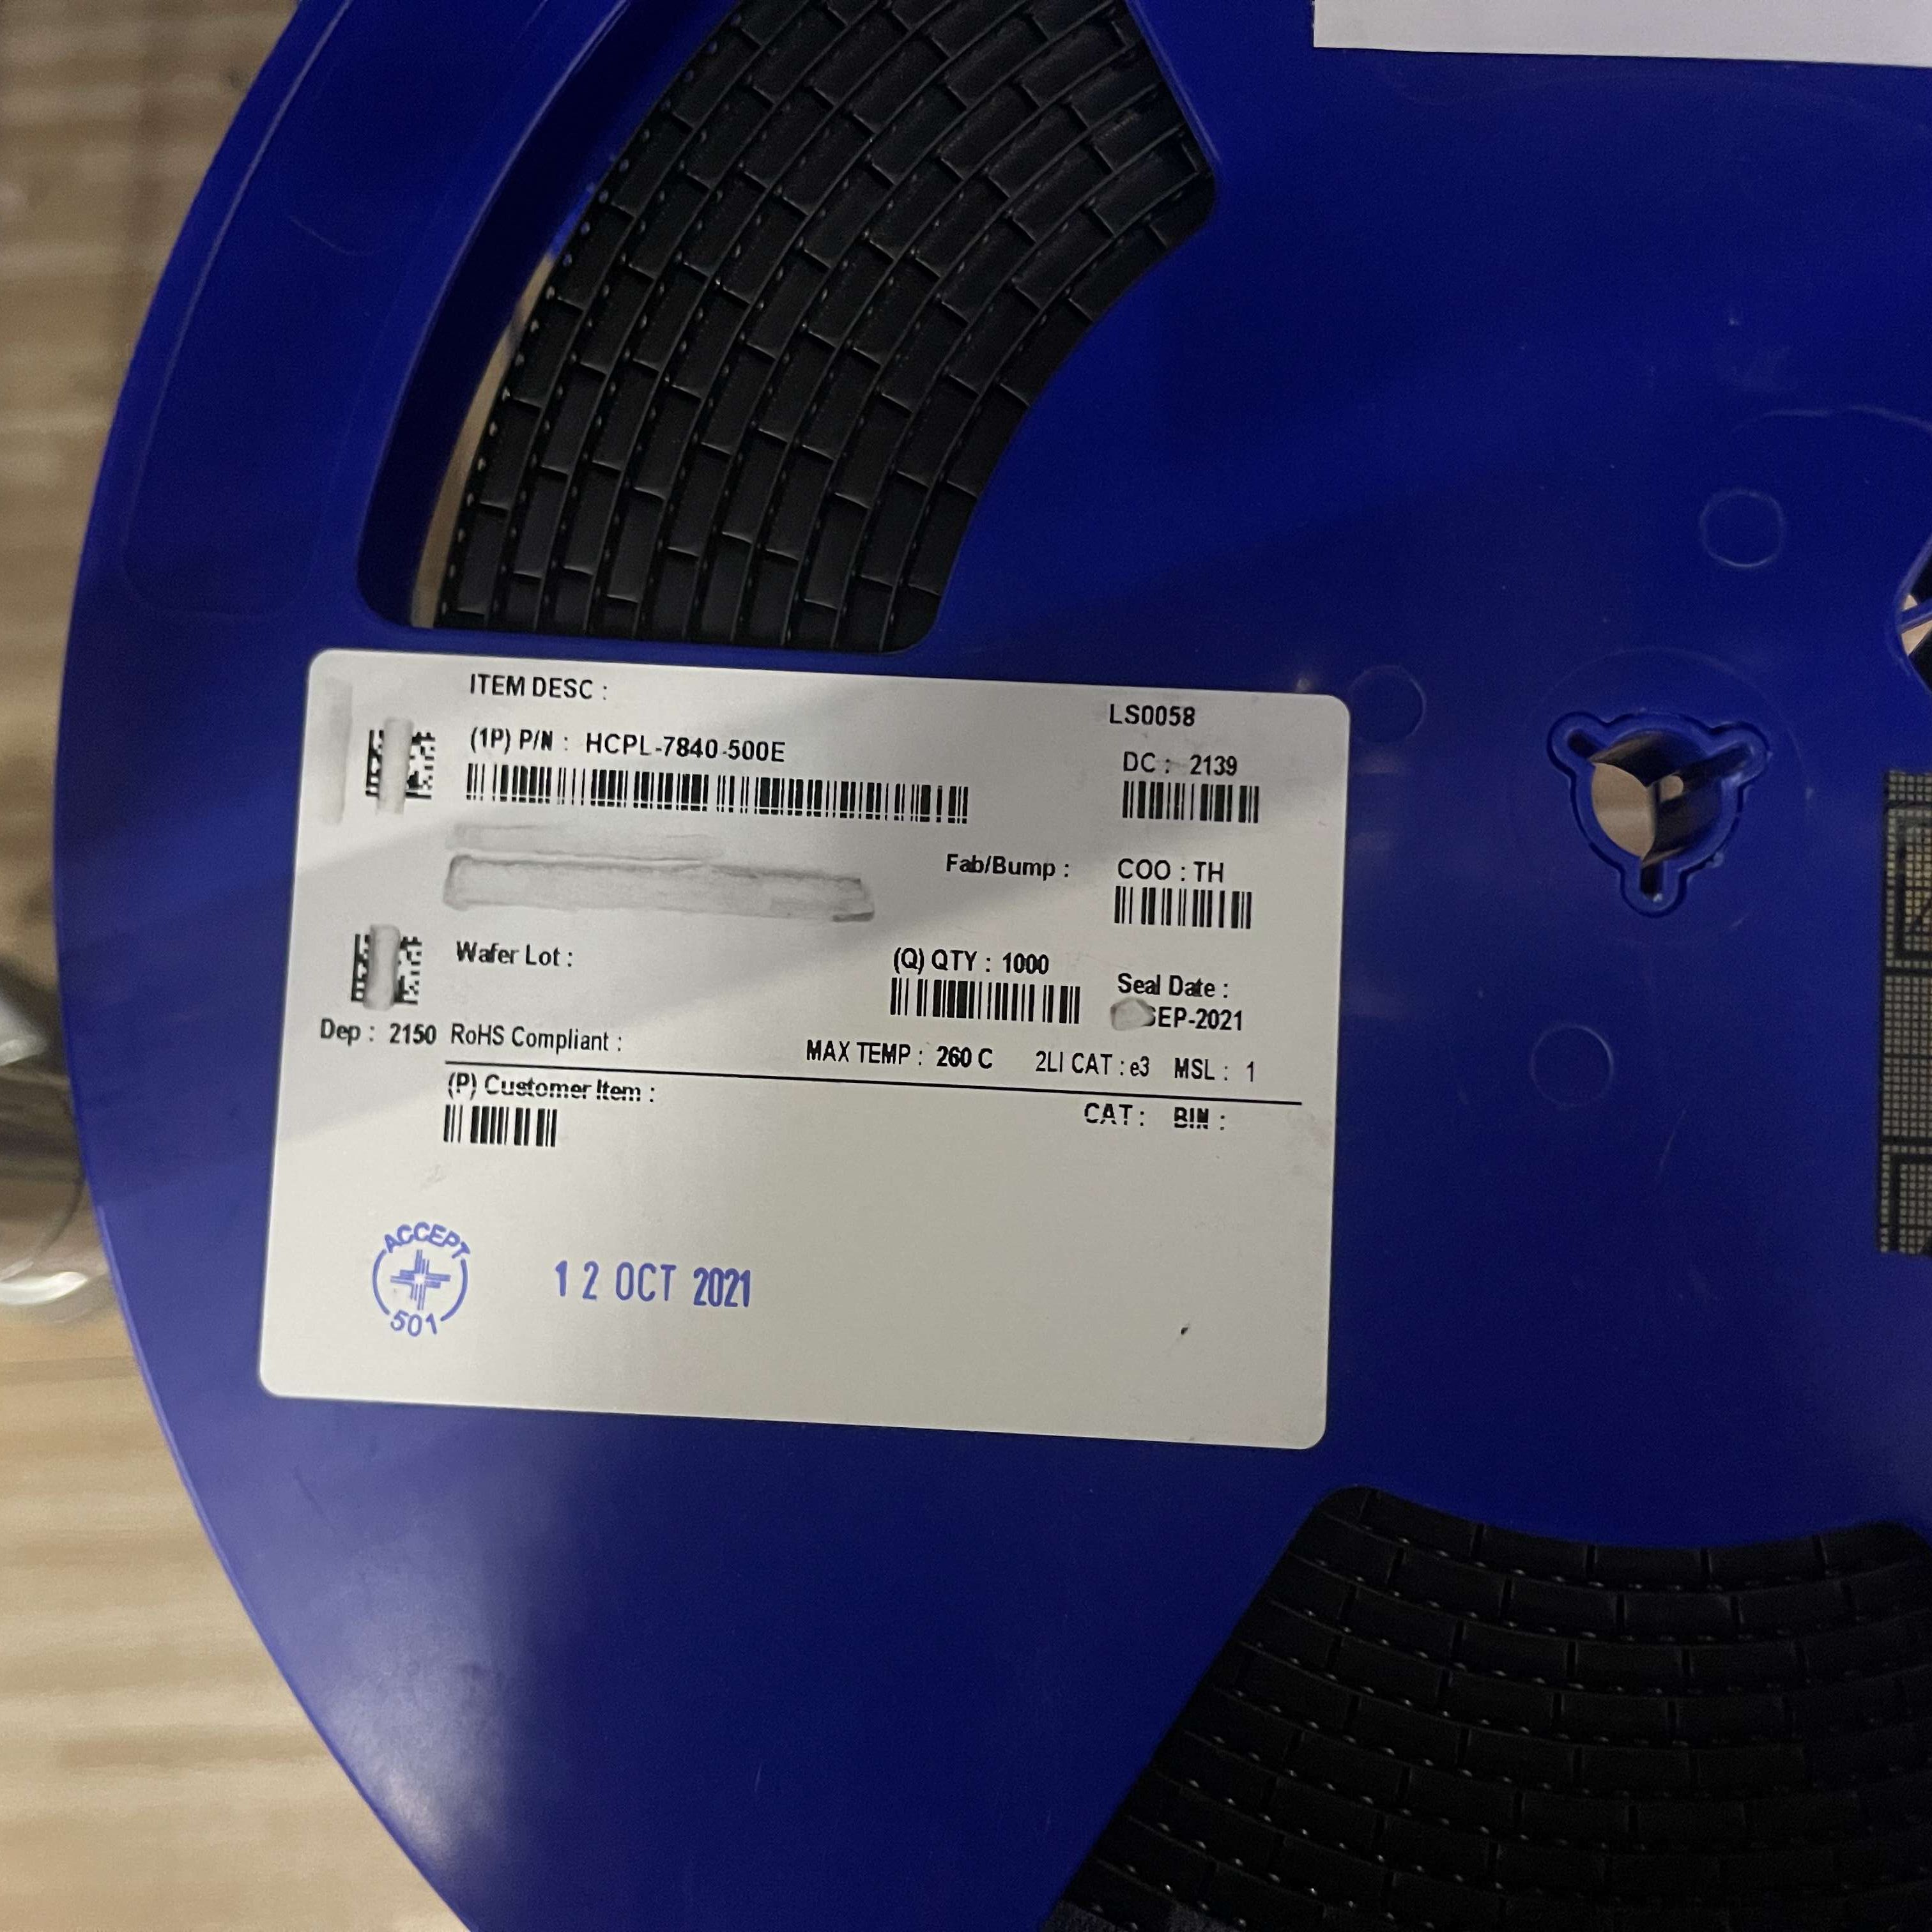 ITEM DESC :
LS0058
(1P) P/N : HCPL-7840-500E
DC : 2139
Fab/Bump :
COO : TH
Wafer Lot :
(Q) QTY : 1000
Seal Date :
SEP-2021
Dep : 2150 RoHS Compliant :
MAX TEMP : 260 C 2LI CAT : e3 MSL : 1
(P) Customer Item :
CAT : BIN :
ACCEPT
501
12 OCT 2021